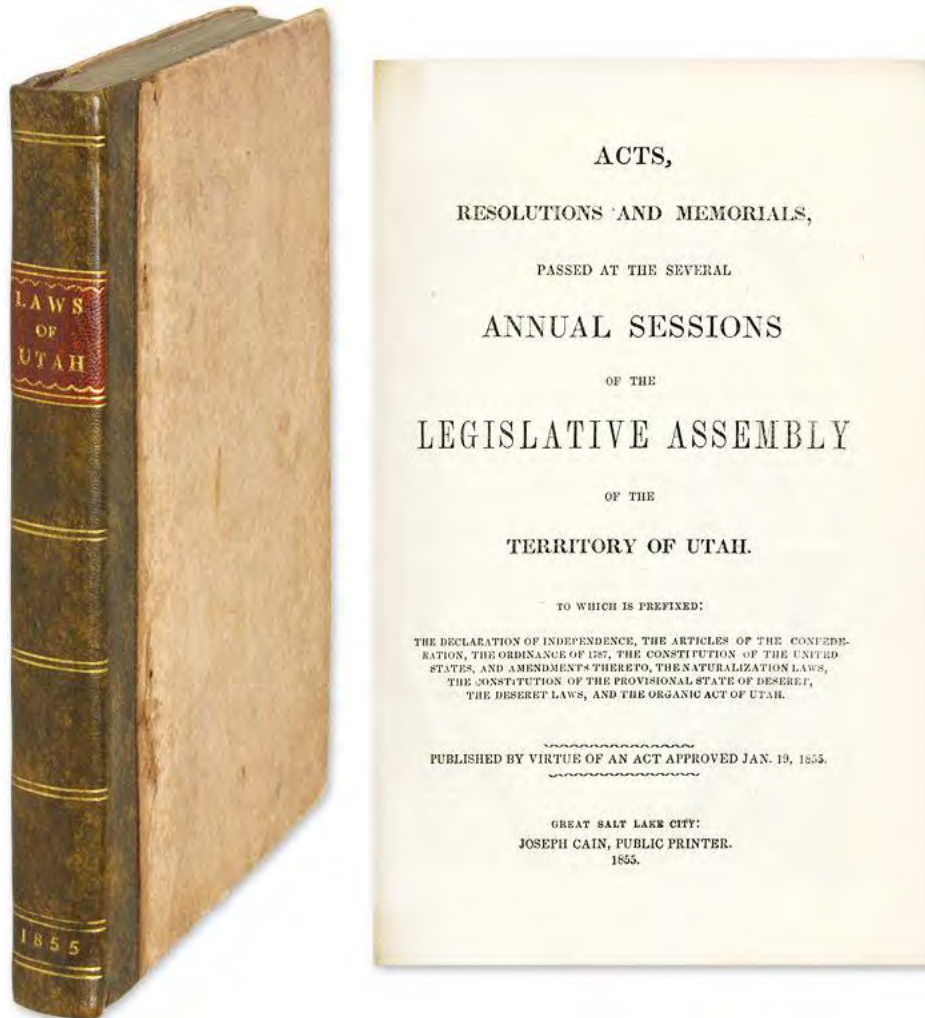 LAWS
OF
UTAH
1855
ACTS,
RESOLUTIONS AND MEMORIALS,
PASSED AT THE SEVERAL
ANNUAL SESSIONS
OF THE
LEGISLATIVE ASSEMBLY
OF THE
TERRITORY OF UTAH.
TO WHICH IS PREFIXED:
THE DECLARATION OF INDEPENDENCE, THE ARTICLES OF THE CONFEDE-
RATION, THE ORDINANCE OF 1787, THE CONSTITUTION OF THE UNITED
STATES, AND AMENDMENTS THERETO, THE NATURALIZATION LAWS,
THE CONSTITUTION OF THE PROVISIONAL STATE OF DESERET,
THE DESERET LAWS, AND THE ORGANIC ACT OF UTAH.
PUBLISHED BY VIRTUE OF AN ACT APPROVED JAN. 19, 1855.
GREAT SALT LAKE CITY:
JOSEPH CAIN, PUBLIC PRINTER.
1855.